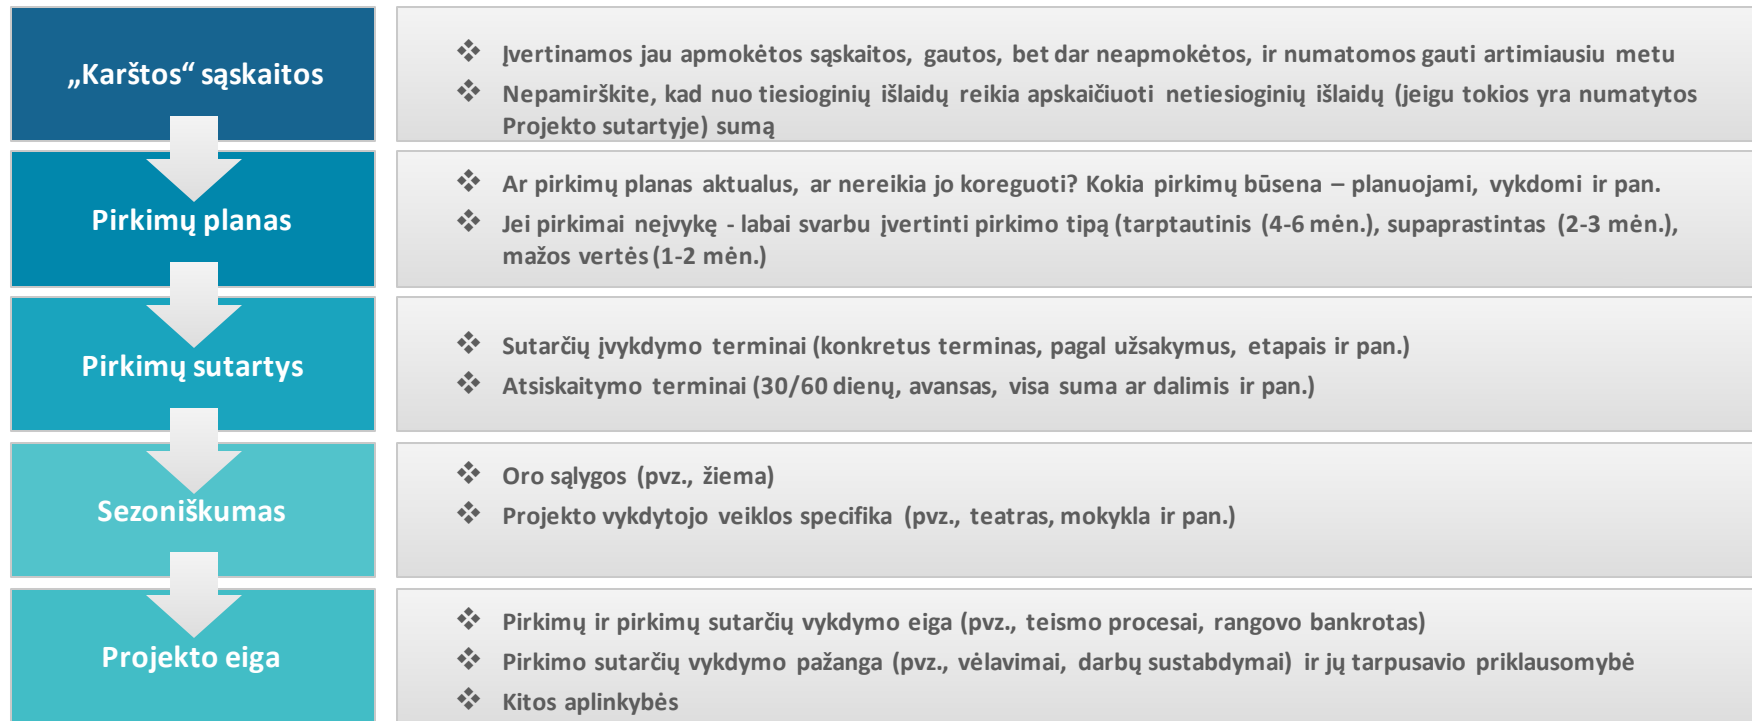 „Karštos“ sąskaitos
❖ Įvertinamos jau apmokėtos sąskaitos, gautos, bet dar neapmokėtos, ir numatomos gauti artimiausiu metu
❖ Nepamirškite, kad nuo tiesioginių išlaidų reikia apskaičiuoti netiesioginių išlaidų (jeigu tokios yra numatytos
Projekto sutartyje) sumą
Pirkimų planas
❖ Ar pirkimų planas aktualus, ar nereikia jo koreguoti? Kokia pirkimų būsena – planuojami, vykdomi ir pan.
❖ Jei pirkimai neįvykę - labai svarbu įvertinti pirkimo tipą (tarptautinis (4-6 mėn.), supaprastintas (2-3 mėn.),
mažos vertės (1-2 mėn.)
Pirkimų sutartys
❖ Sutarčių įvykdymo terminai (konkretus terminas, pagal užsakymus, etapais ir pan.)
❖ Atsiskaitymo terminai (30/60 dienų, avansas, visa suma ar dalimis ir pan.)
Sezoniškumas
❖ Oro sąlygos (pvz., žiema)
❖ Projekto vykdytojo veiklos specifika (pvz., teatras, mokykla ir pan.)
Projekto eiga
❖ Pirkimų ir pirkimų sutarčių vykdymo eiga (pvz., teismo procesai, rangovo bankrotas)
❖ Pirkimo sutarčių vykdymo pažanga (pvz., vėlavimai, darbų sustabdymai) ir jų tarpusavio priklausomybė
❖ Kitos aplinkybės